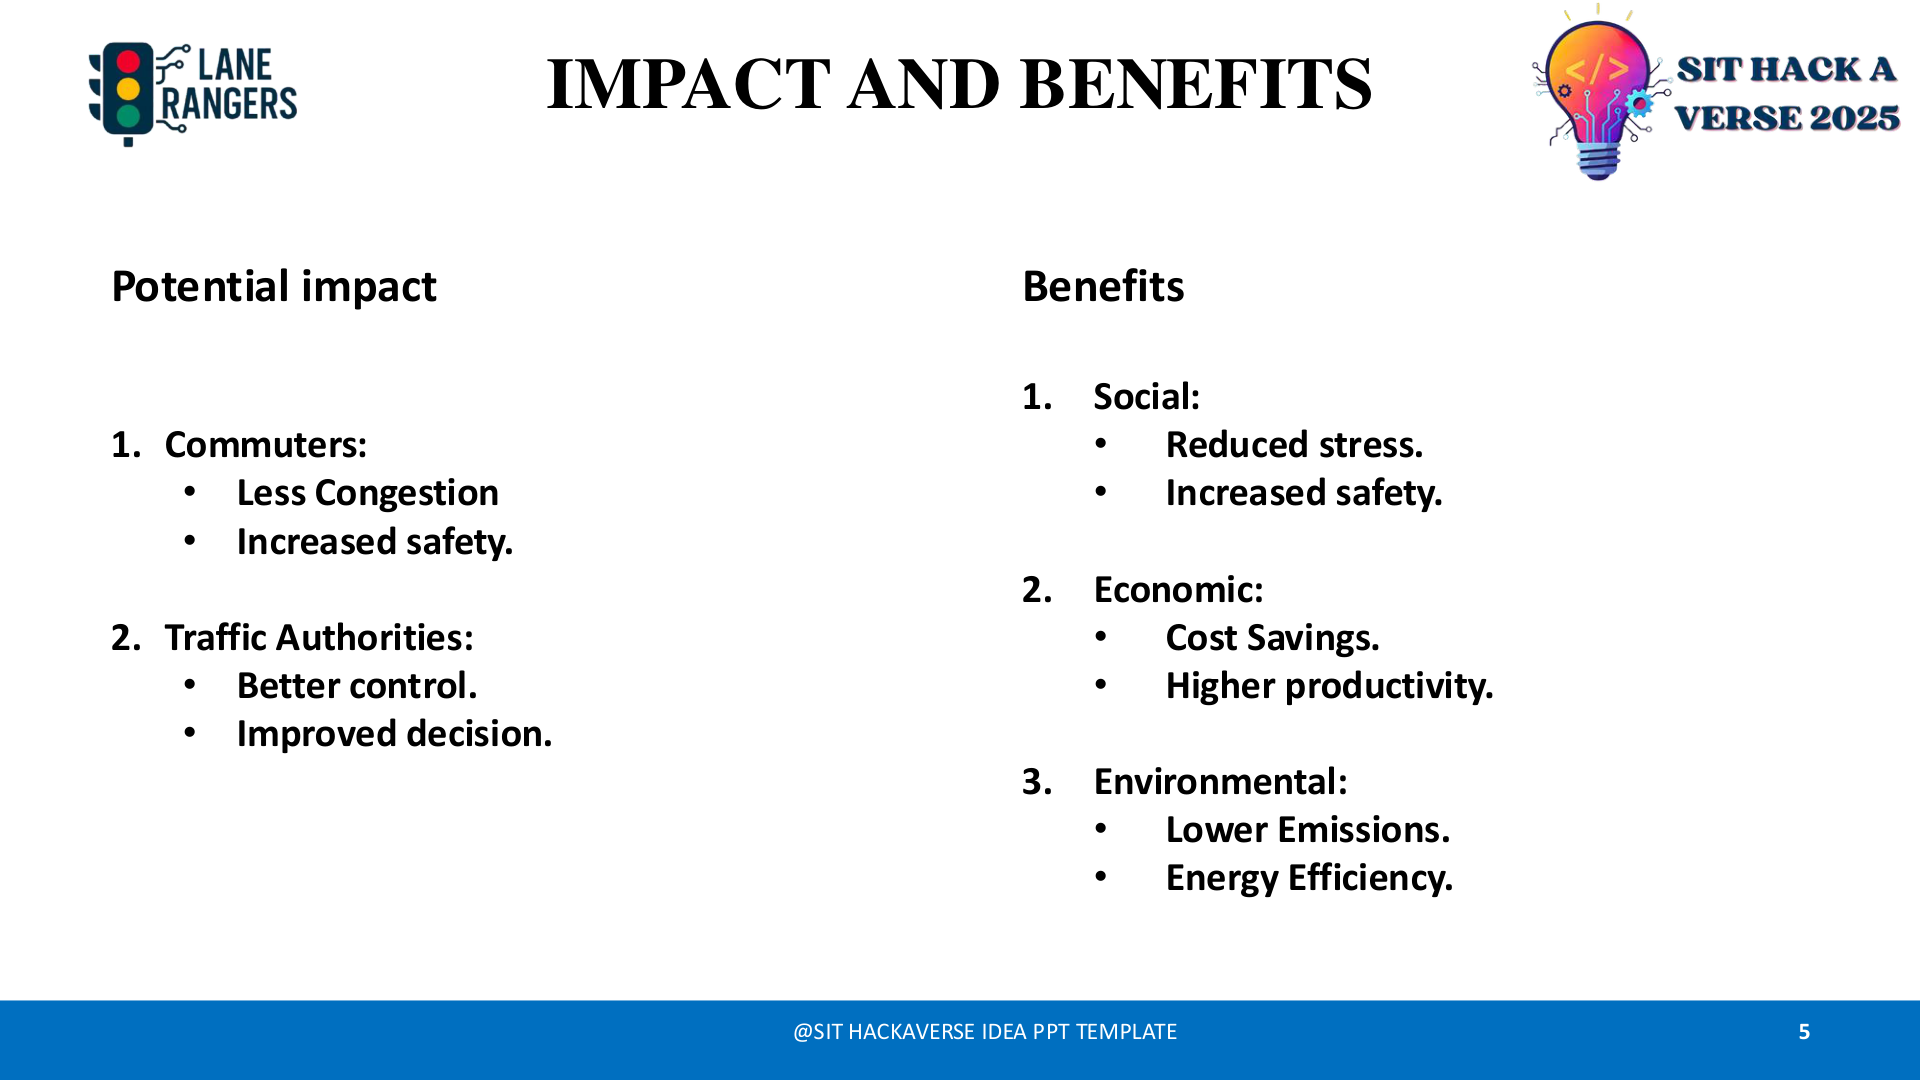 LANE
RANGERS
IMPACT AND BENEFITS
</>
SIT HACK A
VERSE 2025
Potential impact
1. Commuters:
• Less Congestion
• Increased safety.
2. Traffic Authorities:
• Better control.
• Improved decision.
Benefits
1. Social:
• Reduced stress.
• Increased safety.
2. Economic:
• Cost Savings.
• Higher productivity.
3. Environmental:
• Lower Emissions.
• Energy Efficiency.
@SIT HACKAVERSE IDEA PPT TEMPLATE
5